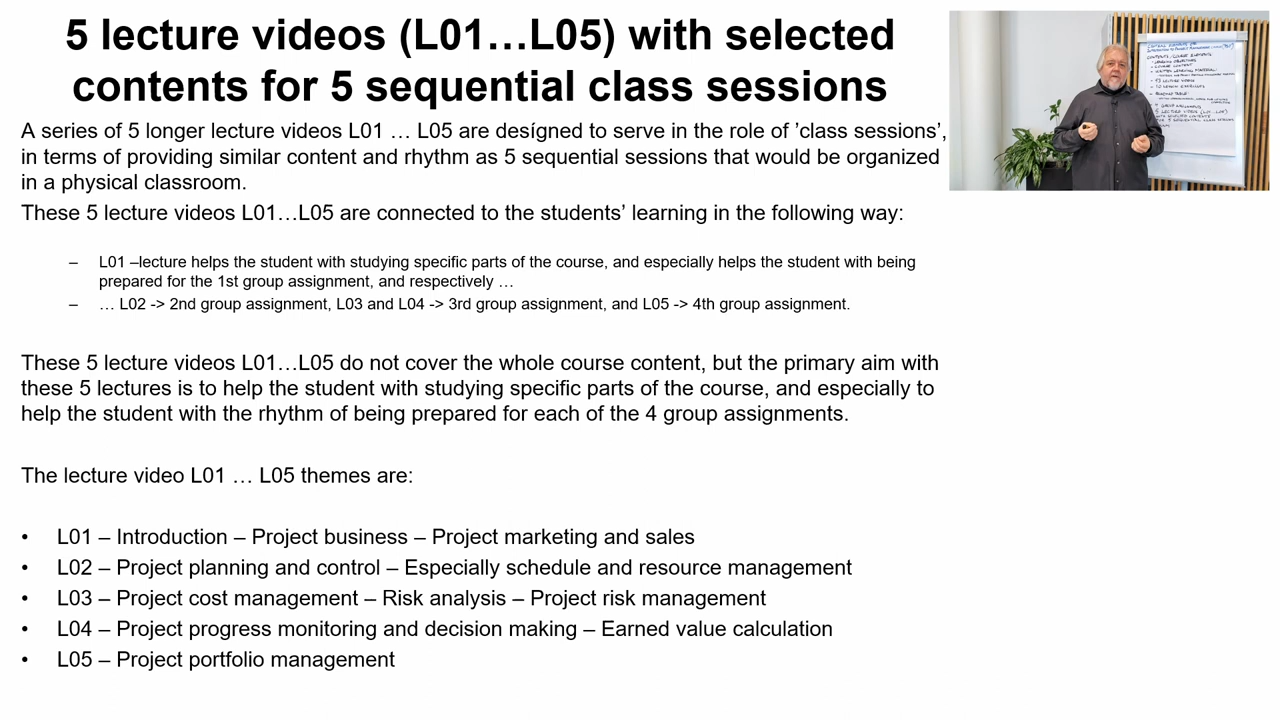 5 lecture videos (L01…L05) with selected
contents for 5 sequential class sessions
A series of 5 longer lecture videos L01 … L05 are designed to serve in the role of ’class sessions’,
in terms of providing similar content and rhythm as 5 sequential sessions that would be organized
in a physical classroom.
These 5 lecture videos L01…L05 are connected to the students’ learning in the following way:
– L01 –lecture helps the student with studying specific parts of the course, and especially helps the student with being
prepared for the 1st group assignment, and respectively …
– … L02 -> 2nd group assignment, L03 and L04 -> 3rd group assignment, and L05 -> 4th group assignment.
These 5 lecture videos L01…L05 do not cover the whole course content, but the primary aim with
these 5 lectures is to help the student with studying specific parts of the course, and especially to
help the student with the rhythm of being prepared for each of the 4 group assignments.
The lecture video L01 … L05 themes are:
• L01 – Introduction – Project business – Project marketing and sales
• L02 – Project planning and control – Especially schedule and resource management
• L03 – Project cost management – Risk analysis – Project risk management
• L04 – Project progress monitoring and decision making – Earned value calculation
• L05 – Project portfolio management